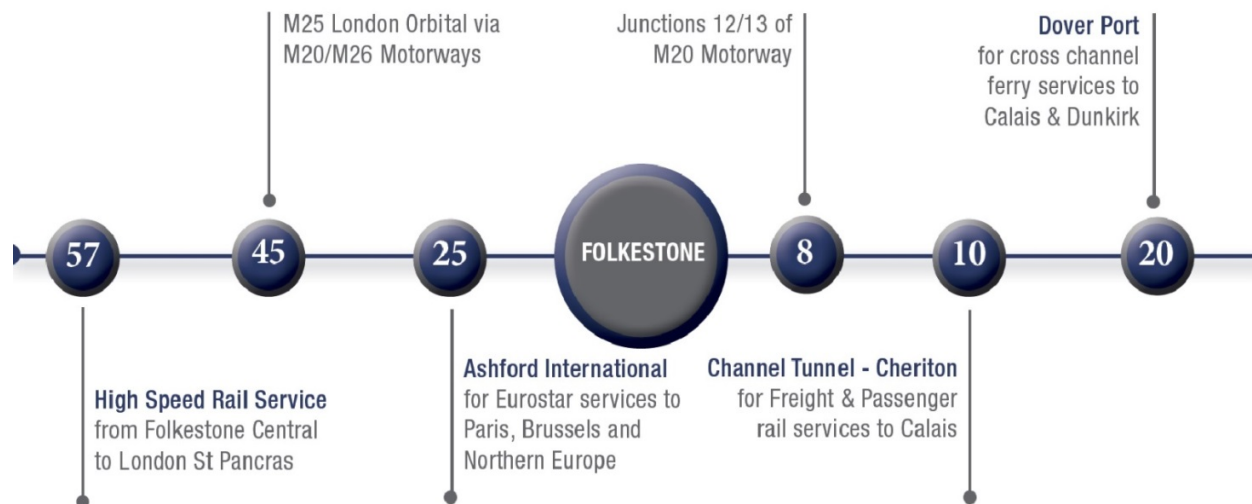 M25 London Orbital via
M20/M26 Motorways
Junctions 12/13 of
M20 Motorway
Dover Port
for cross channel
ferry services to
Calais & Dunkirk
57
45
25
FOLKESTONE
8
10
20
High Speed Rail Service
from Folkestone Central
to London St Pancras
Ashford International
for Eurostar services to
Paris, Brussels and
Northern Europe
Channel Tunnel - Cheriton
for Freight & Passenger
rail services to Calais